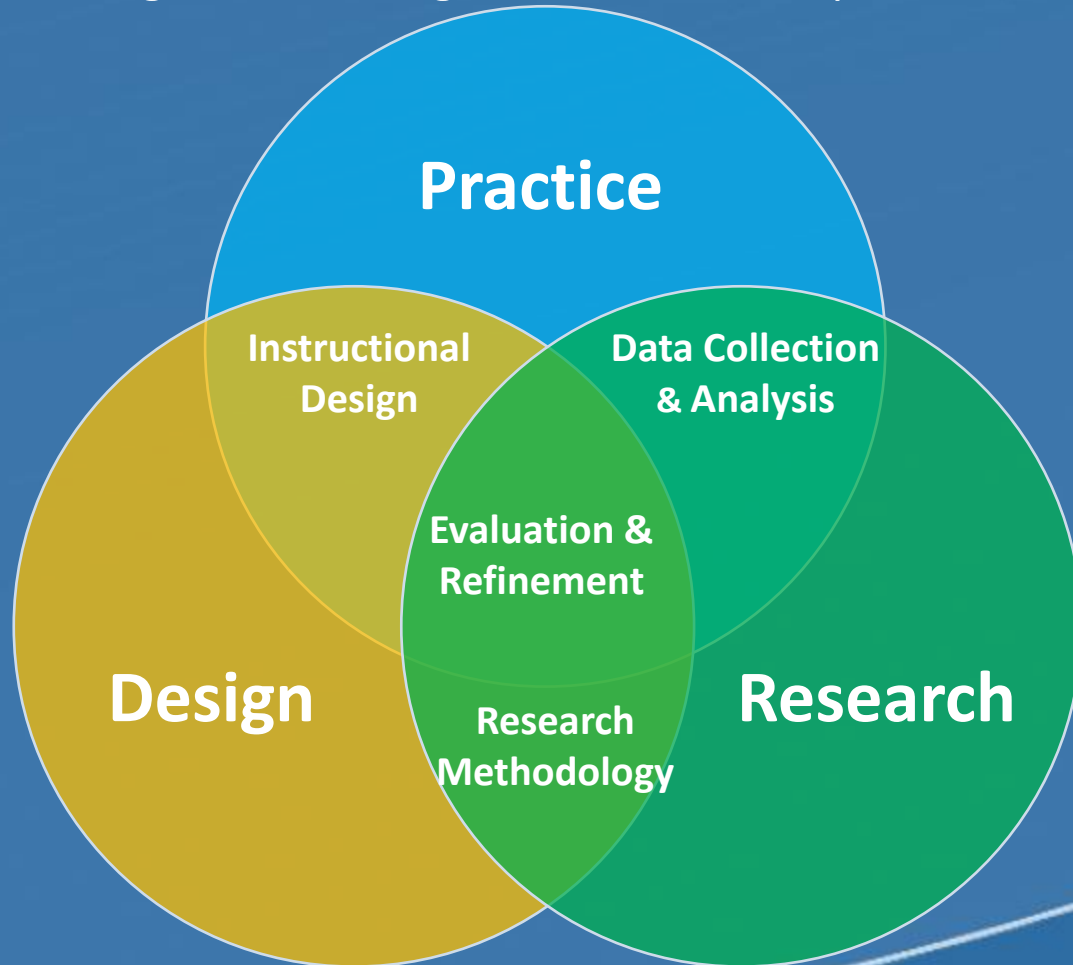 Practice
Instructional
Design
Data Collection
& Analysis
Evaluation &
Refinement
Design
Research
Research
Methodology